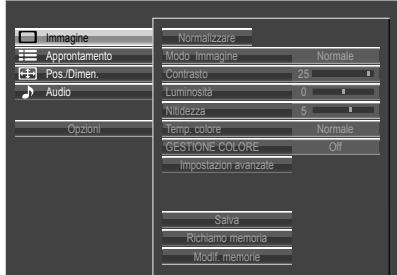 Immagine
Approntamento
Pos./Dimen.
Audio
Opzioni
Normalizzare
Modo Immagine Normale
Contrasto 25
Luminosità 0
Nitidezza 5
Temp. colore Normale
GESTIONE COLORE Off
Impostazion avanzate
Salva
Richiamo memoria
Modif. memorie